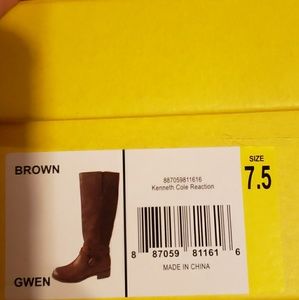 BROWN
887059811616
Kenneth Cole Reaction
SIZE
7.5
8 87059 81161 6
GWEN
MADE IN CHINA